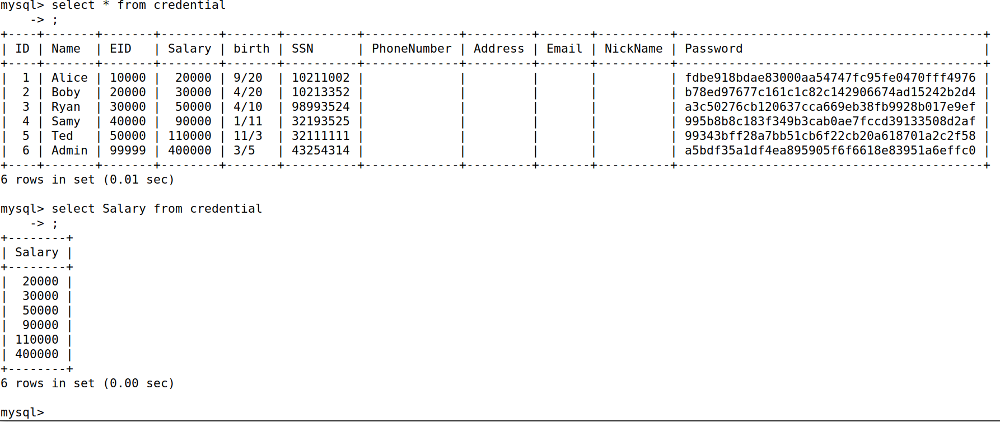 mysql> select * from credential
    -> ;
+----+-------+-------+--------+-------+----------+-------------+---------+-------+----------+------------------------------------------+
| ID | Name  | EID   | Salary | birth | SSN      | PhoneNumber | Address | Email | NickName | Password                                 |
+----+-------+-------+--------+-------+----------+-------------+---------+-------+----------+------------------------------------------+
|  1 | Alice | 10000 |  20000 | 9/20  | 10211002 |             |         |       |          | fdbe918bdae83000aa54747fc95fe0470fff4976 |
|  2 | Boby  | 20000 |  30000 | 4/20  | 10213352 |             |         |       |          | b78ed97677c161c1c82c142906674ad15242b2d4 |
|  3 | Ryan  | 30000 |  50000 | 4/10  | 98993524 |             |         |       |          | a3c50276cb120637cca669eb38fb9928b017e9ef |
|  4 | Samy  | 40000 |  90000 | 1/11  | 32193525 |             |         |       |          | 995b8b8c183f349b3cab0ae7fccd39133508d2af |
|  5 | Ted   | 50000 | 110000 | 11/3  | 32111111 |             |         |       |          | 99343bff28a7bb51cb6f22cb20a618701a2c2f58 |
|  6 | Admin | 99999 | 400000 | 3/5   | 43254314 |             |         |       |          | a5bdf35a1df4ea895905f6f6618e83951a6effc0 |
+----+-------+-------+--------+-------+----------+-------------+---------+-------+----------+------------------------------------------+
6 rows in set (0.01 sec)

mysql> select Salary from credential
    -> ;
+--------+
| Salary |
+--------+
|  20000 |
|  30000 |
|  50000 |
|  90000 |
| 110000 |
| 400000 |
+--------+
6 rows in set (0.00 sec)

mysql>